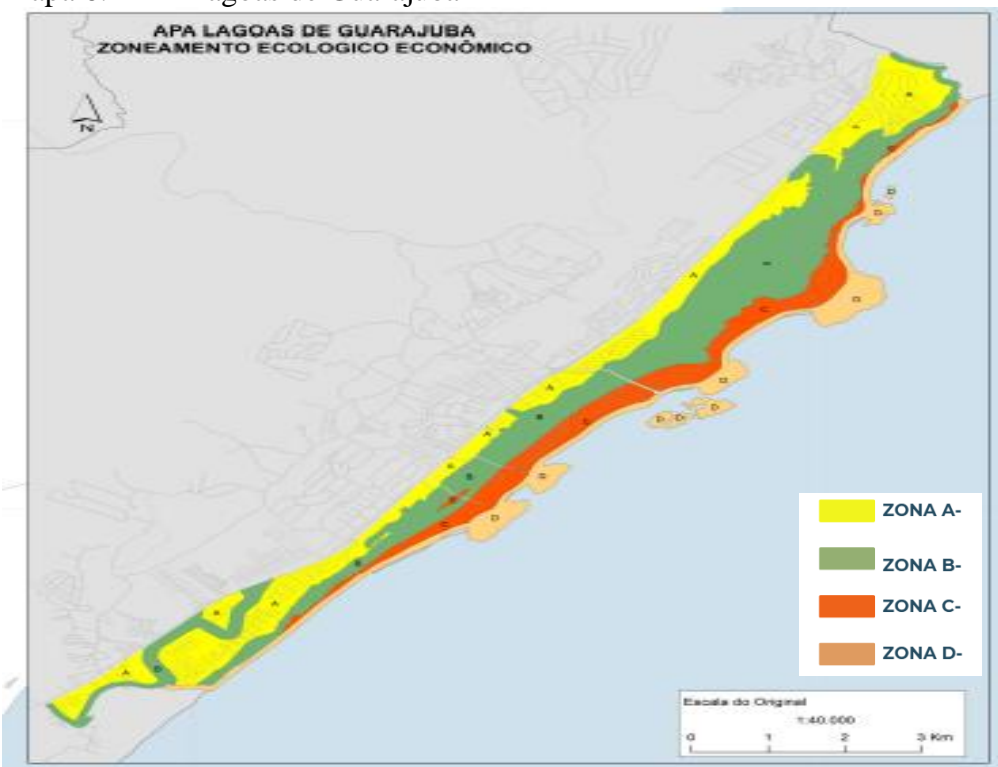 APA LAGOAS DE GUARAJUBA
ZONEAMENTO ECOLOGICO ECONÔMICO
N
A
A
B
D
D
A
B
D
C
A
D
B
C
D
D
D
A
A
B
D
C
D
B
A
A
A
B
ZONA A-
ZONA B-
ZONA C-
ZONA D-
Escala do Original
1:40.000
0 1 2 3 Km